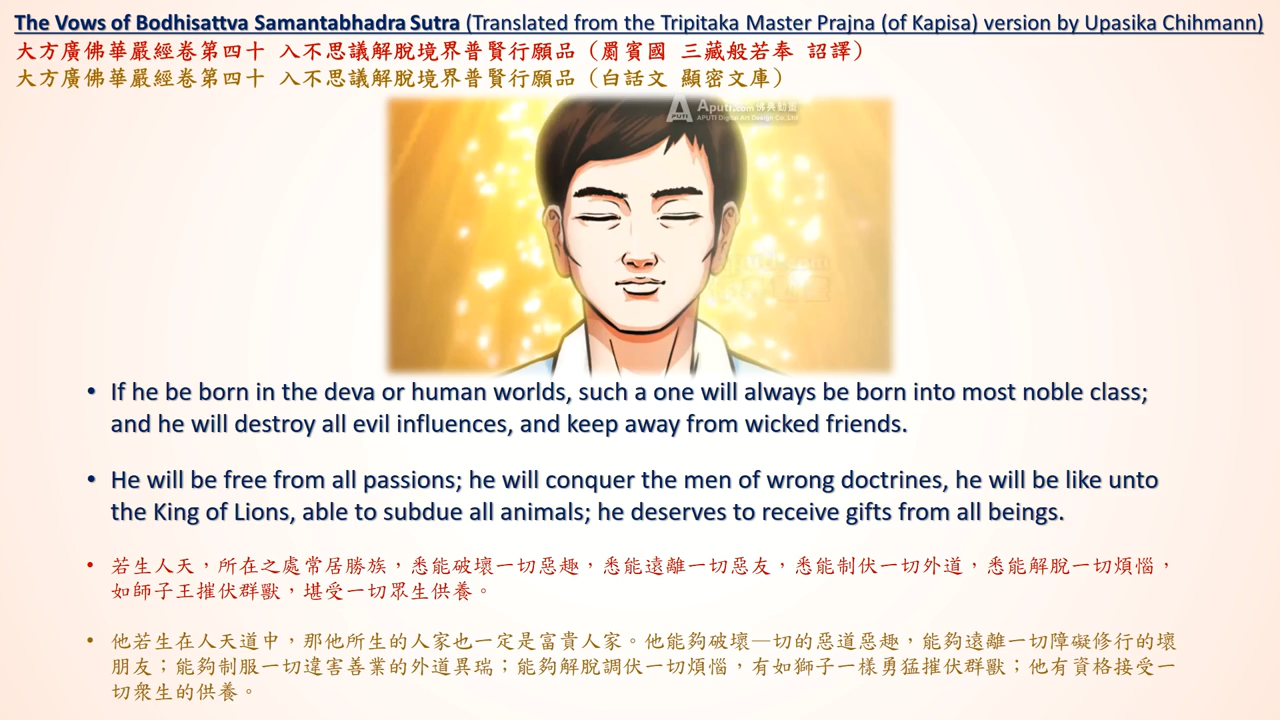 The Vows of Bodhisattva Samantabhadra Sutra (Translated from the Tripitaka Master Prajna (of Kapisa) version by Upasika Chihmann)
大方廣佛華嚴經卷第四十 入不思議解脫境界普賢行願品（罽賓國 三藏般若奉 詔譯）
大方廣佛華嚴經卷第四十 入不思議解脫境界普賢行願品（白話文 顯密文庫）
Aputi.com 佛典動畫
APUTI
APUTI Digital Art Design Co.,Ltd
• If he be born in the deva or human worlds, such a one will always be born into most noble class;
and he will destroy all evil influences, and keep away from wicked friends.
• He will be free from all passions; he will conquer the men of wrong doctrines, he will be like unto
the King of Lions, able to subdue all animals; he deserves to receive gifts from all beings.
• 若生人天，所在之處常居勝族，悉能破壞一切惡趣，悉能遠離一切惡友，悉能制伏一切外道，悉能解脫一切煩惱，
如師子王摧伏群獸，堪受一切眾生供養。
• 他若生在人天道中，那他所生的人家也一定是富貴人家。他能夠破壞—切的惡道惡趣，能夠遠離一切障礙修行的壞
朋友；能夠制服一切違害善業的外道異瑞；能夠解脫調伏一切煩惱，有如獅子一樣勇猛摧伏群獸；他有資格接受一
切衆生的供養。